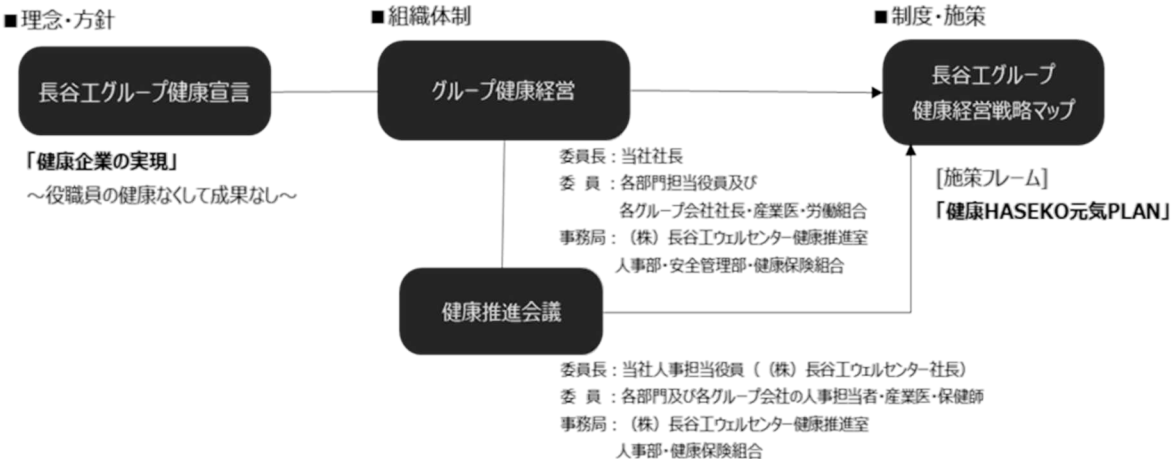 ■理念・方針
長谷工グループ健康宣言
「健康企業の実現」
～役職員の健康なくして成果なし～
■組織体制
グループ健康経営
委員長：当社社長
委 員：各部門担当役員及び
各グループ会社社長・産業医・労働組合
事務局：（株）長谷工ウェルセンター健康推進室
人事部・安全管理部・健康保険組合
健康推進会議
委員長：当社人事担当役員（（株）長谷工ウェルセンター社長）
委 員：各部門及び各グループ会社の人事担当者・産業医・保健師
事務局：（株）長谷工ウェルセンター健康推進室
人事部・健康保険組合
■制度・施策
長谷工グループ
健康経営戦略マップ
[施策フレーム]
「健康HASEKO元気PLAN」